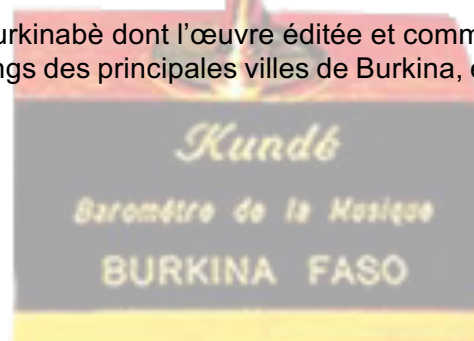 urkinabè dont l’œuvre éditée et comm
ngs des principales villes de Burkina, e
Kundé
Baromètre de la Musique
BURKINA FASO